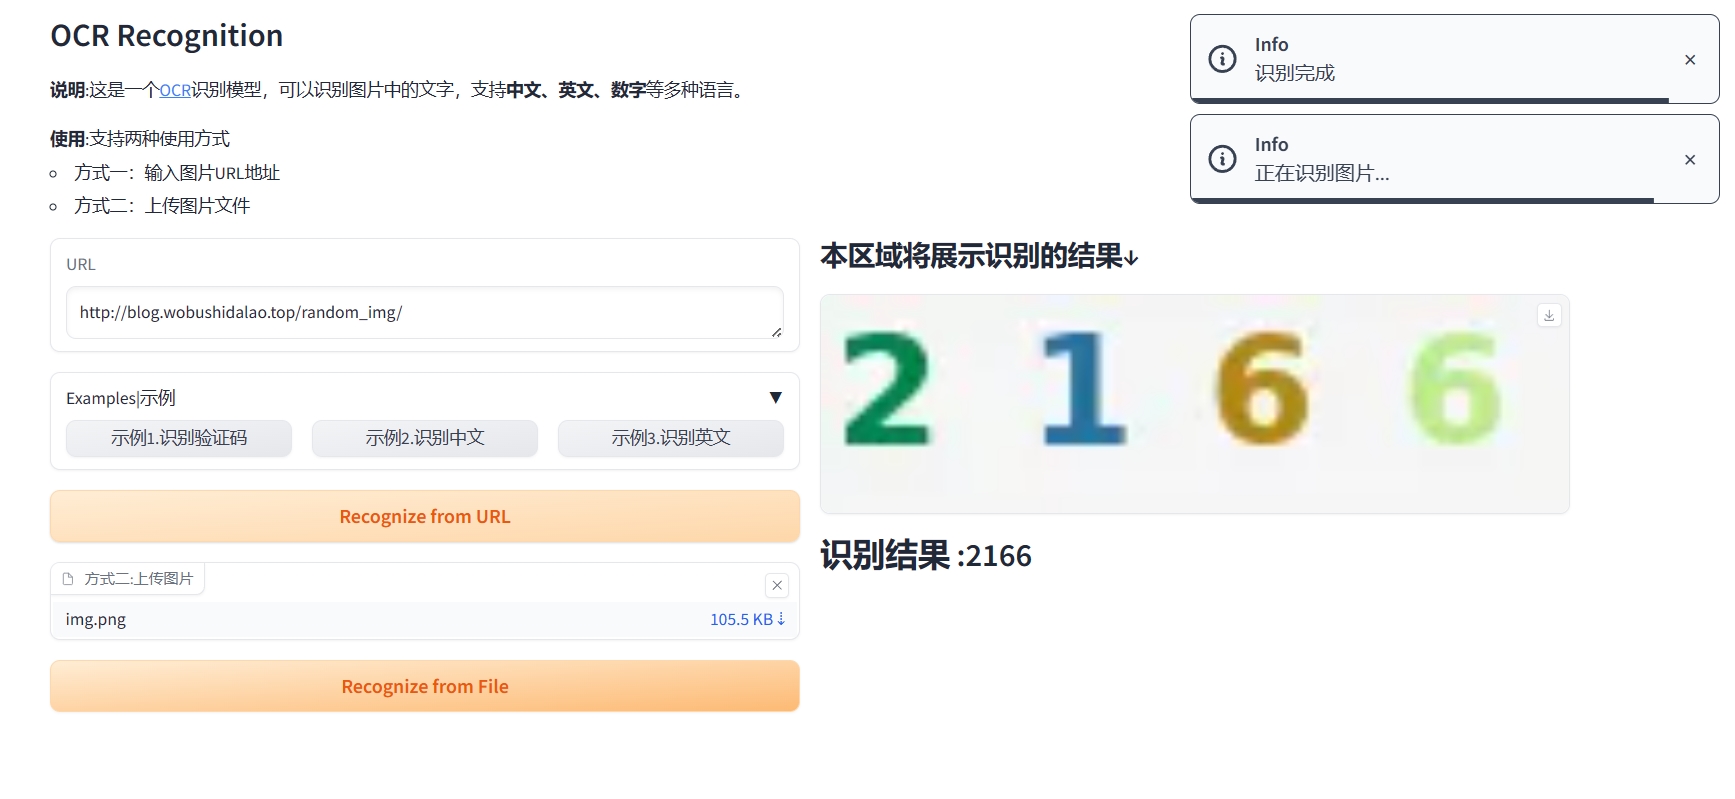 OCR Recognition
说明:这是一个OCR识别模型，可以识别图片中的文字，支持中文、英文、数字等多种语言。
使用:支持两种使用方式
方式一：输入图片URL地址
方式二：上传图片文件
URL
http://blog.wobushidalao.top/random_img/
Examples|示例
示例1.识别验证码
示例2.识别中文
示例3.识别英文
Recognize from URL
方式二:上传图片
img.png
105.5 KB ⇣
Recognize from File
Info
识别完成
Info
正在识别图片...
本区域将展示识别的结果↓
2 1 6 6
识别结果 :2166